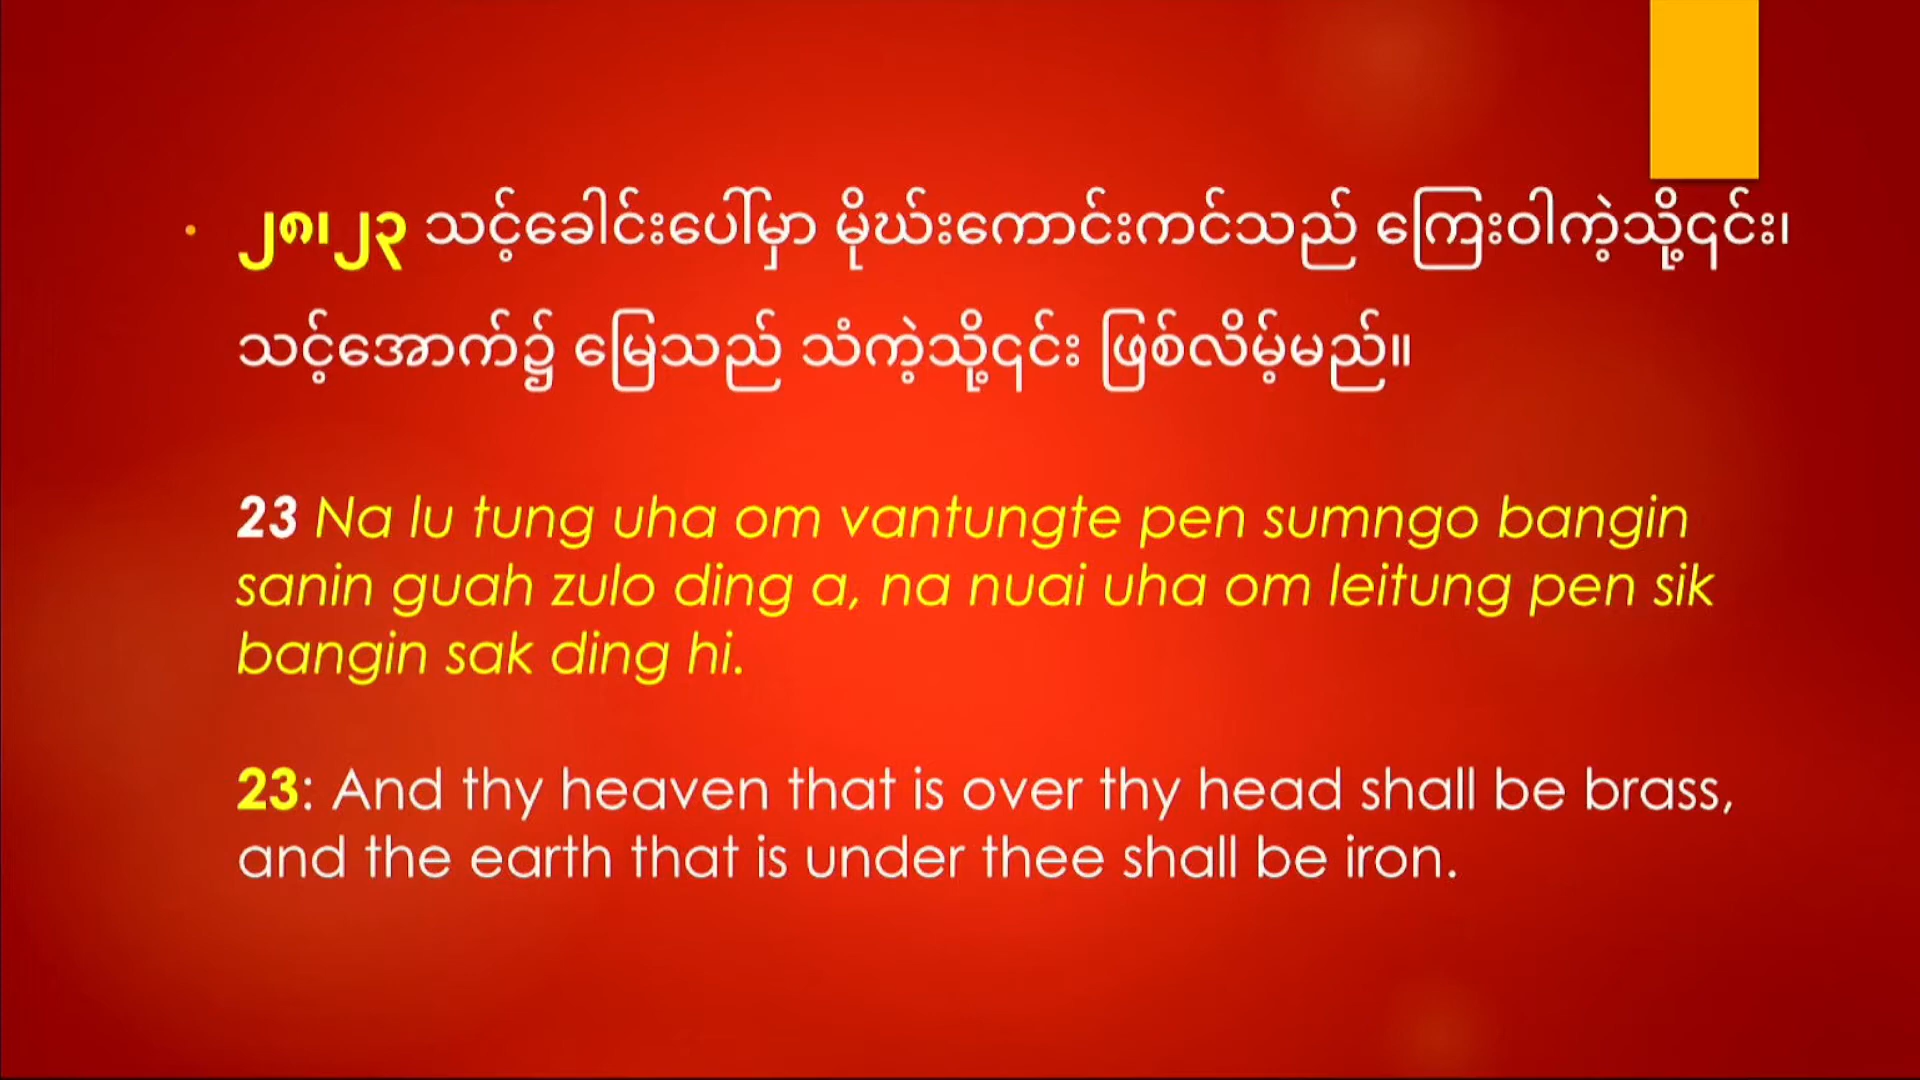 • ၂၈၊၂၃ သင့်ခေါင်းပေါ်မှာ မိုဃ်းကောင်းကင်သည် ကြေးဝါကဲ့သို့၎င်း၊
သင့်အောက်၌ မြေသည် သံကဲ့သို့၎င်း ဖြစ်လိမ့်မည်။
23 Na lu tung uha om vantungte pen sumngo bangin
sanin guah zulo ding a, na nuai uha om leitung pen sik
bangin sak ding hi.
23: And thy heaven that is over thy head shall be brass,
and the earth that is under thee shall be iron.